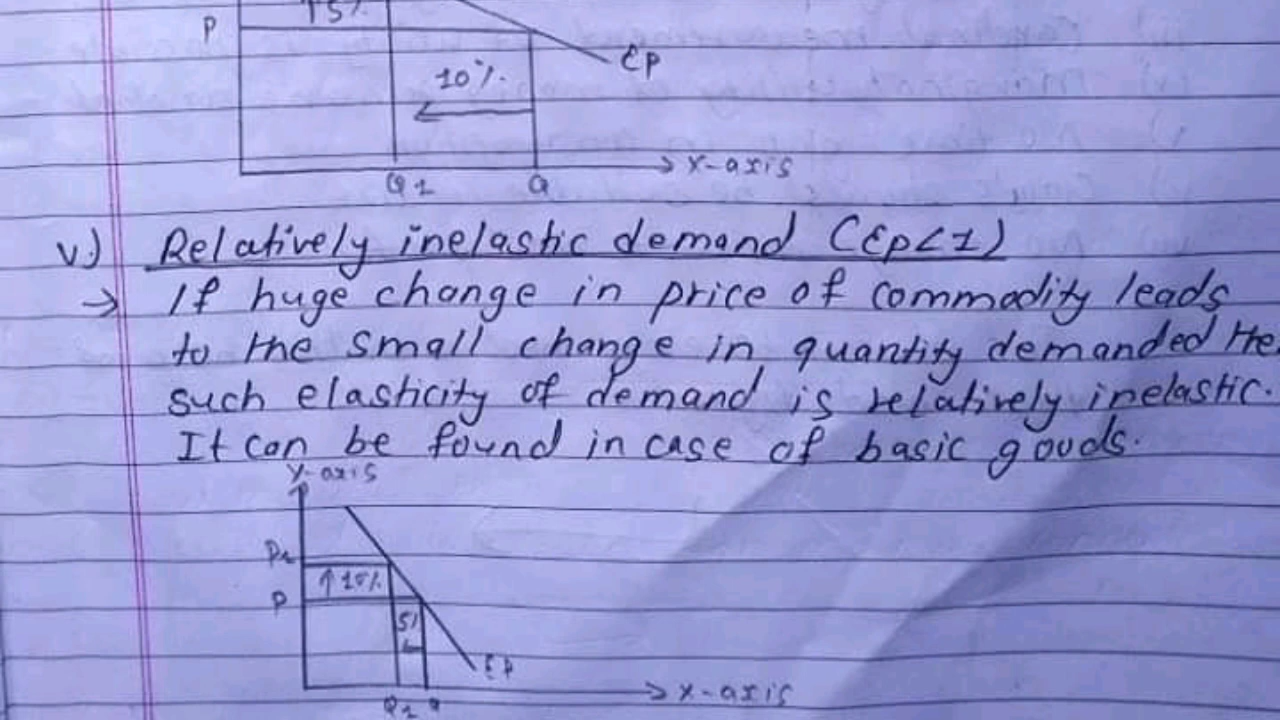 ↑5%
P
Ep
10%
x-axis
Q1 Q
v.) Relatively inelastic demand (Ep<1)
→ If huge change in price of commodity leads
to the small change in quantity demanded the
such elasticity of demand is relatively inelastic.
It can be found in case of basic goods.
y-axis
P1
↑10%
P
5%
Ep
x-axis
Q1 Q